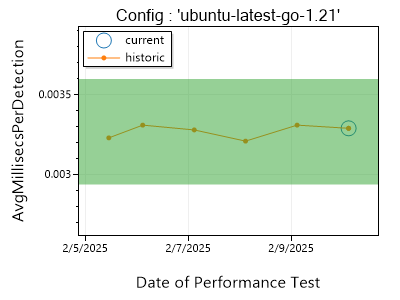 Config : 'ubuntu-latest-go-1.21'
current
historic
AvgMillisecsPerDetection
0.0035
0.003
2/5/2025
2/7/2025
2/9/2025
Date of Performance Test